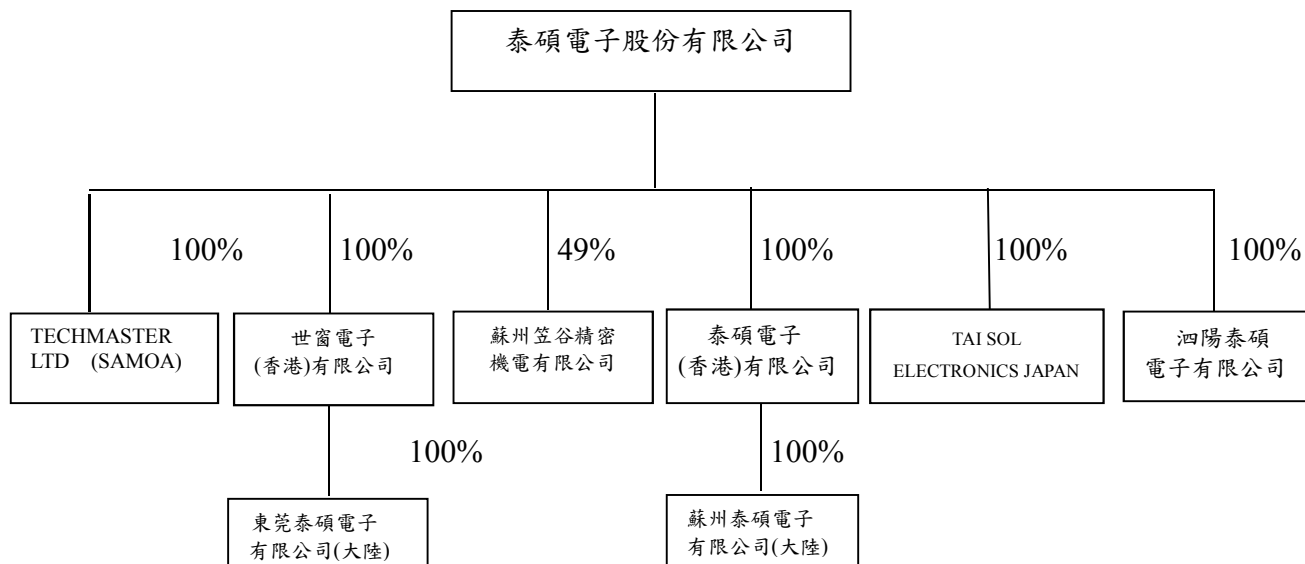 泰碩電子股份有限公司
100%
100%
49%
100%
100%
100%
TECHMASTER
LTD (SAMOA)
世窗電子
(香港)有限公司
蘇州笠谷精密
機電有限公司
泰碩電子
(香港)有限公司
TAI SOL
ELECTRONICS JAPAN
泗陽泰碩
電子有限公司
100%
100%
東莞泰碩電子
有限公司(大陸)
蘇州泰碩電子
有限公司(大陸)